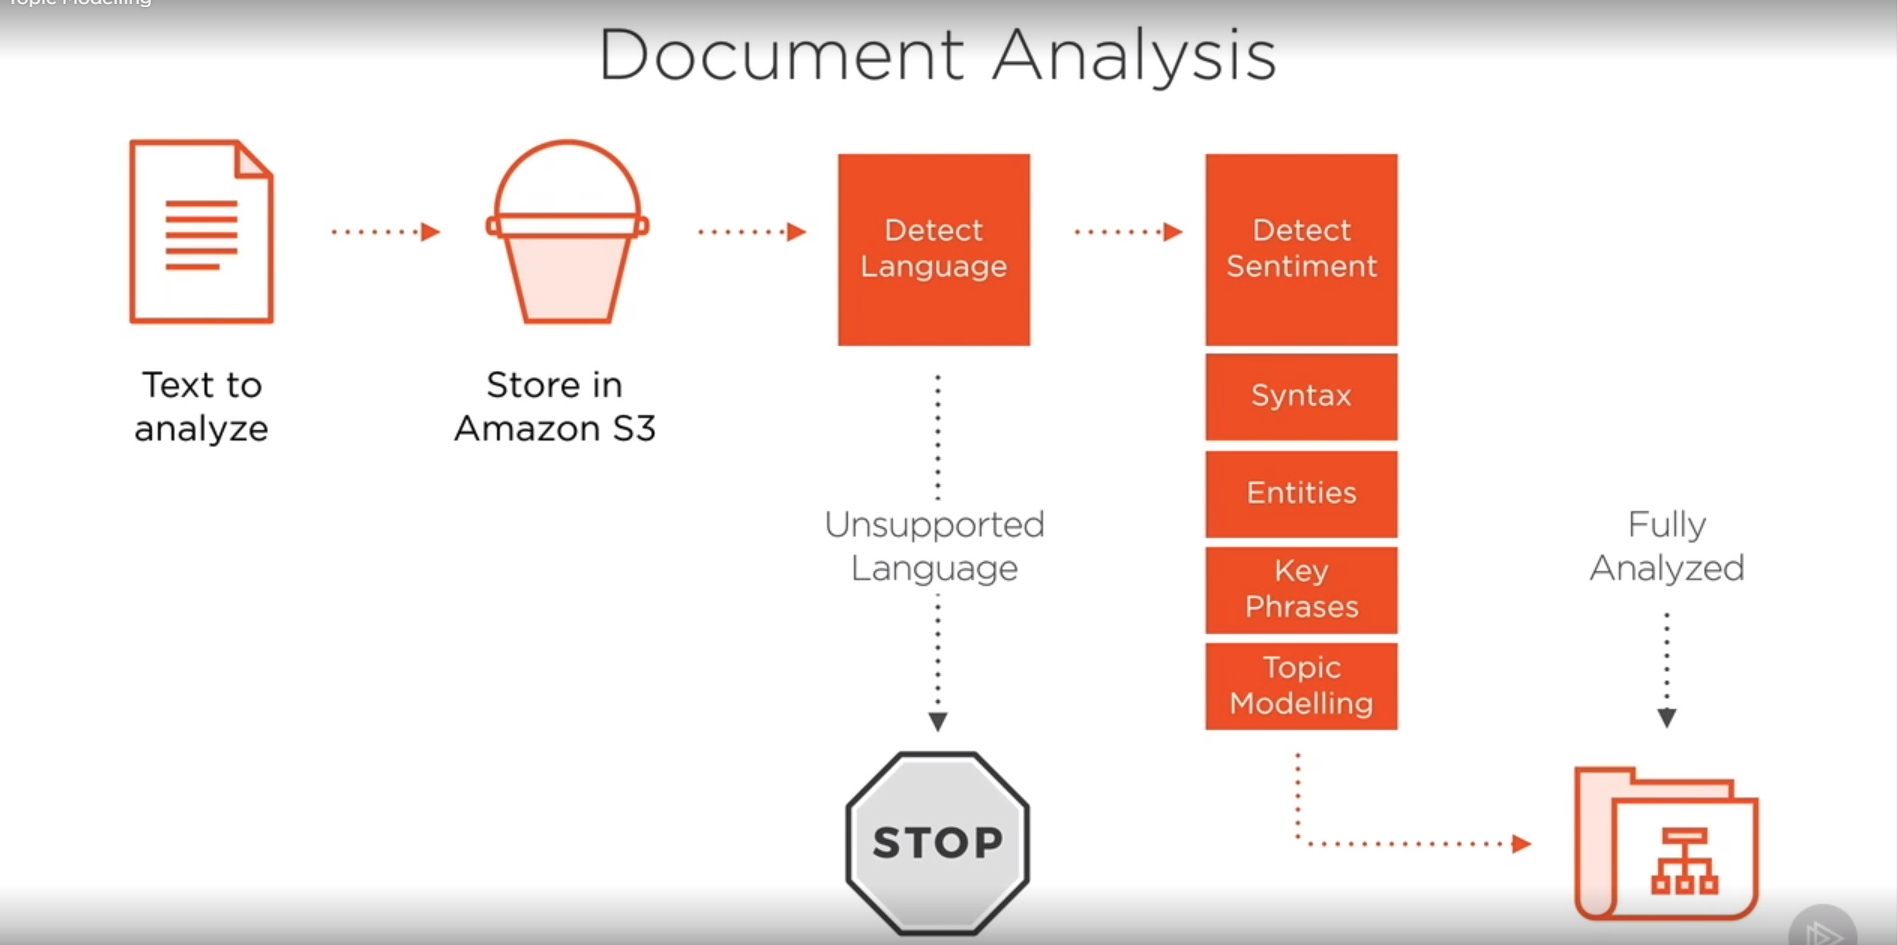 Topic Modelling
Document Analysis
Text to
analyze
Store in
Amazon S3
Detect
Language
Unsupported
Language
STOP
Detect
Sentiment
Syntax
Entities
Key
Phrases
Topic
Modelling
Fully
Analyzed